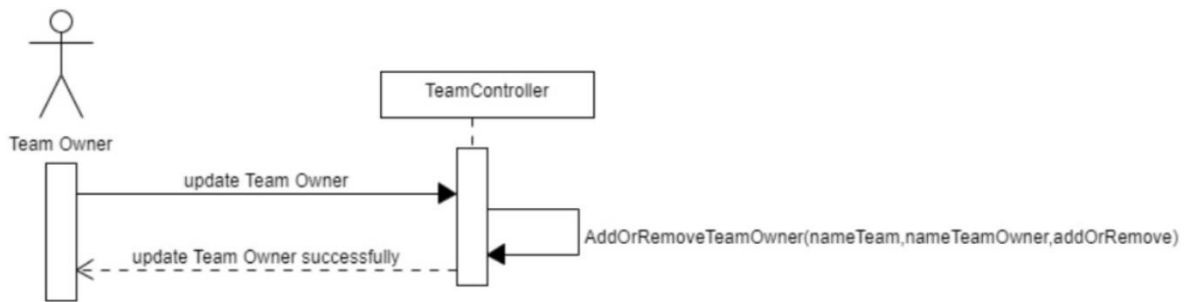 TeamController
Team Owner
update Team Owner
AddOrRemoveTeamOwner(nameTeam,nameTeamOwner,addOrRemove)
update Team Owner successfully